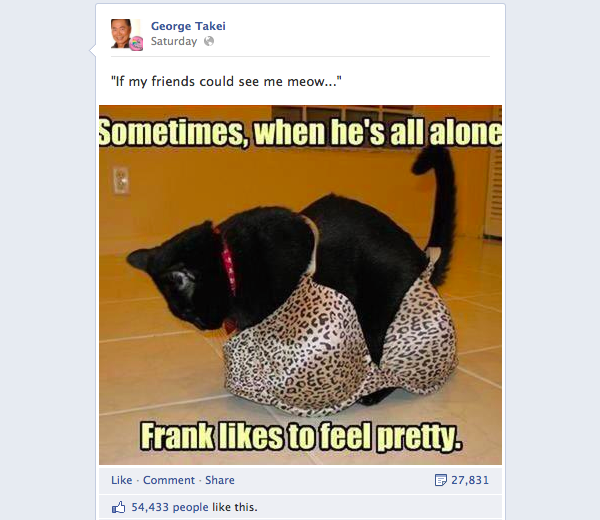 George Takei
Saturday
"If my friends could see me meow..."
Sometimes, when he's all alone
Frank likes to feel pretty.
Like · Comment · Share 27,831
54,433 people like this.